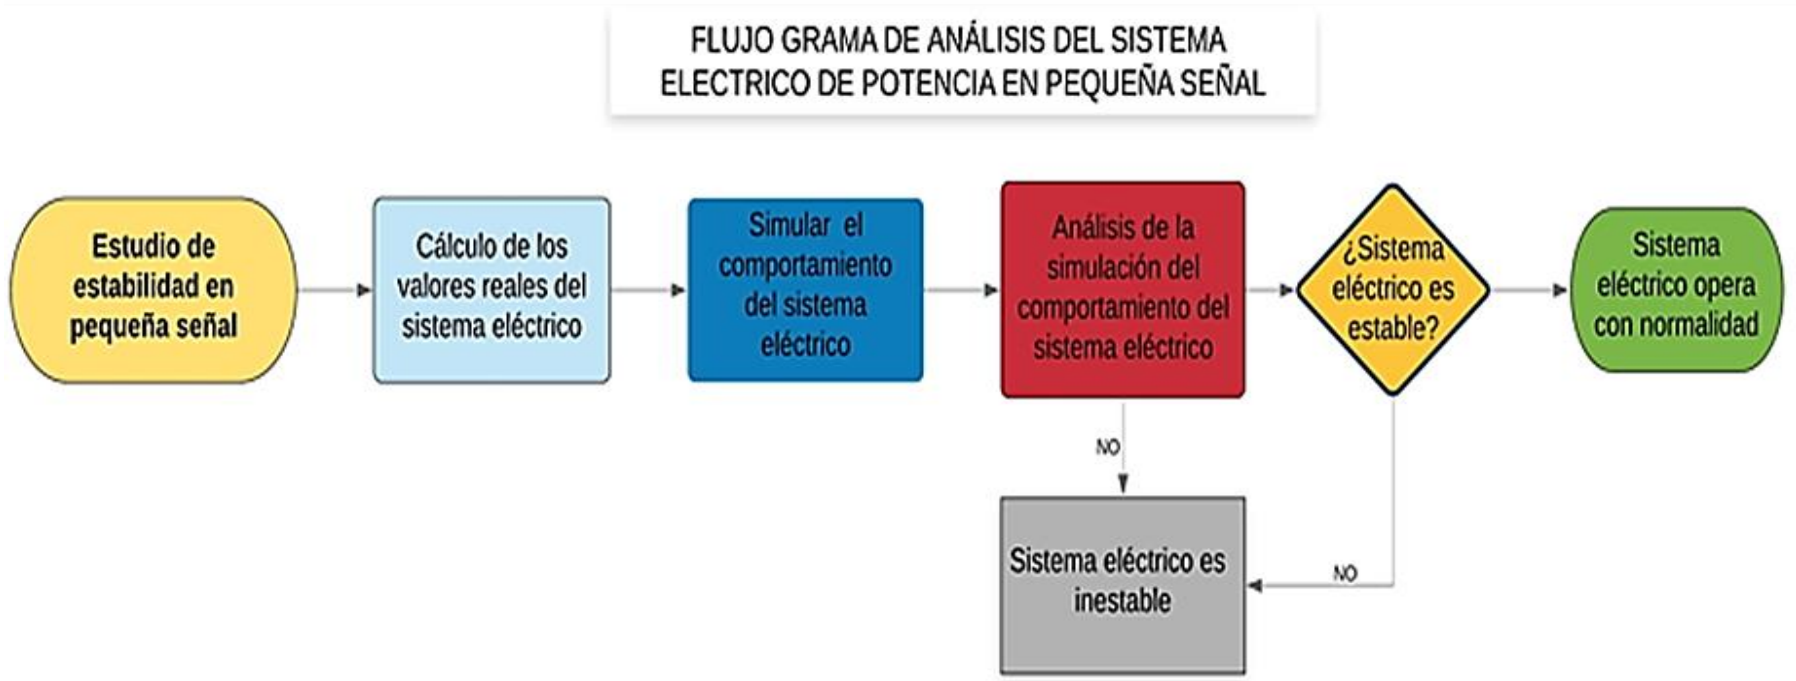 FLUJO GRAMA DE ANÁLISIS DEL SISTEMA
ELECTRICO DE POTENCIA EN PEQUEÑA SEÑAL
Estudio de
estabilidad en
pequeña señal
Cálculo de los
valores reales del
sistema eléctrico
Simular el
comportamiento
del sistema
eléctrico
Análisis de la
simulación del
comportamiento del
sistema eléctrico
¿Sistema
eléctrico es
estable?
Sistema
eléctrico opera
con normalidad
NO
Sistema eléctrico es
inestable
NO